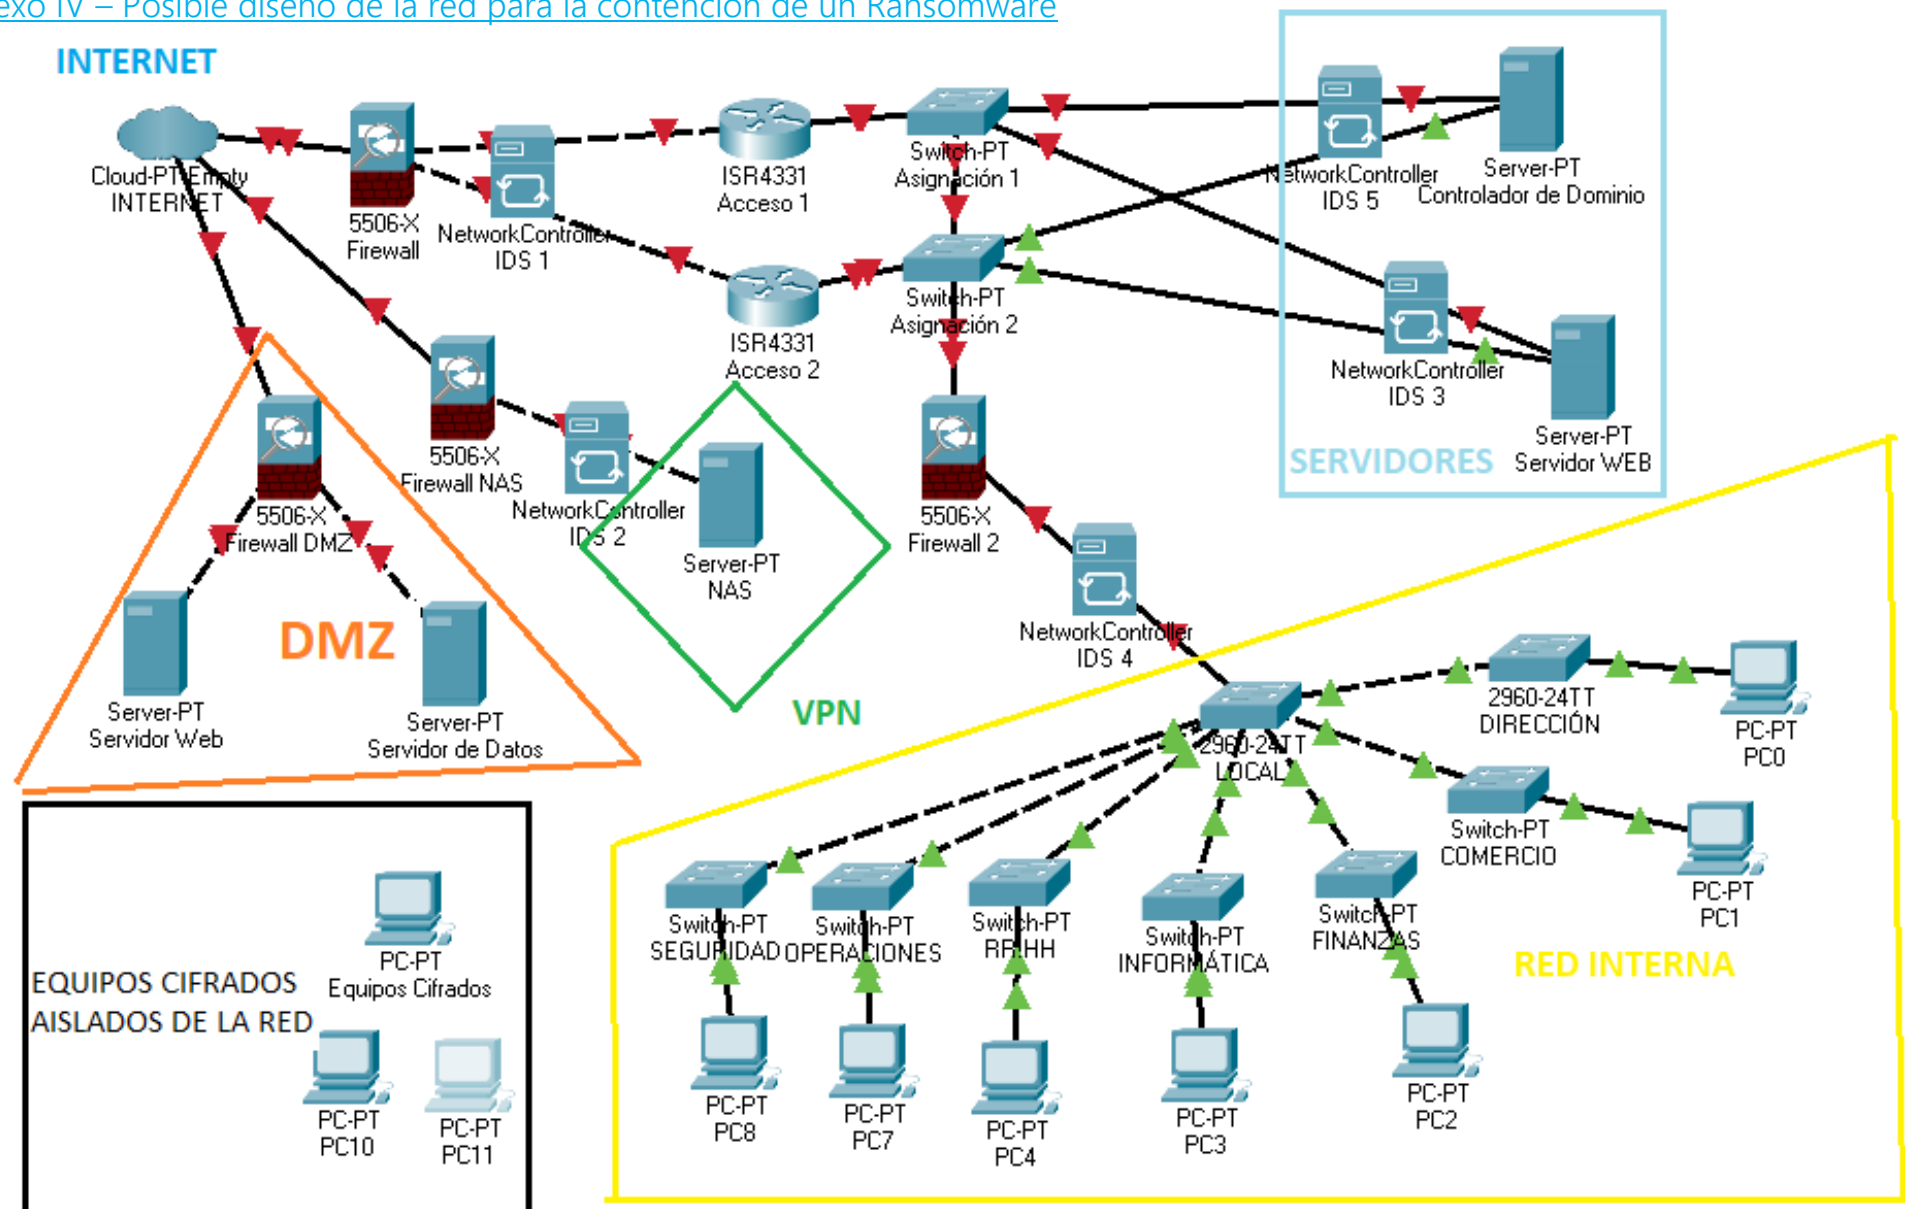 exo IV – Posible diseño de la red para la contención de un Ransomware
INTERNET
Cloud-PT-Empty
INTERNET
5506-X
Firewall
NetworkController
IDS 1
ISR4331
Acceso 1
Switch-PT
Asignación 1
NetworkController
IDS 5
Server-PT
Controlador de Dominio
ISR4331
Acceso 2
Switch-PT
Asignación 2
NetworkController
IDS 3
Server-PT
Servidor WEB
SERVIDORES
5506-X
Firewall DMZ
5506-X
Firewall NAS
NetworkController
IDS 2
Server-PT
NAS
5506-X
Firewall 2
NetworkController
IDS 4
DMZ
Server-PT
Servidor Web
Server-PT
Servidor de Datos
VPN
2960-24TT
LOCAL
2960-24TT
DIRECCIÓN
PC-PT
PC0
Switch-PT
COMERCIO
PC-PT
PC1
Switch-PT
SEGURIDAD
Switch-PT
OPERACIONES
Switch-PT
RR.HH
Switch-PT
INFORMÁTICA
Switch-PT
FINANZAS
RED INTERNA
EQUIPOS CIFRADOS
AISLADOS DE LA RED
PC-PT
Equipos Cifrados
PC-PT
PC10
PC-PT
PC11
PC-PT
PC8
PC-PT
PC7
PC-PT
PC4
PC-PT
PC3
PC-PT
PC2